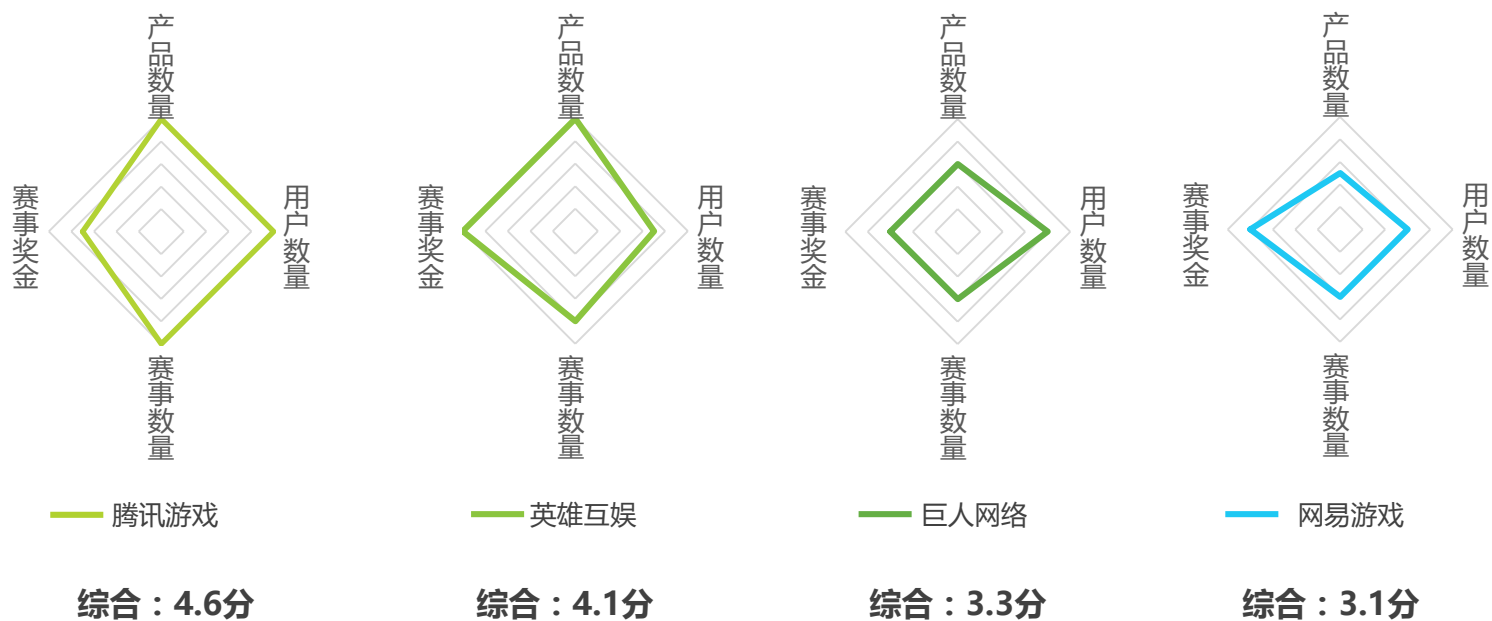 产品数量
赛事奖金
用户数量
赛事数量
腾讯游戏
综合：4.6分
产品数量
赛事奖金
用户数量
赛事数量
英雄互娱
综合：4.1分
产品数量
赛事奖金
用户数量
赛事数量
巨人网络
综合：3.3分
产品数量
赛事奖金
用户数量
赛事数量
网易游戏
综合：3.1分